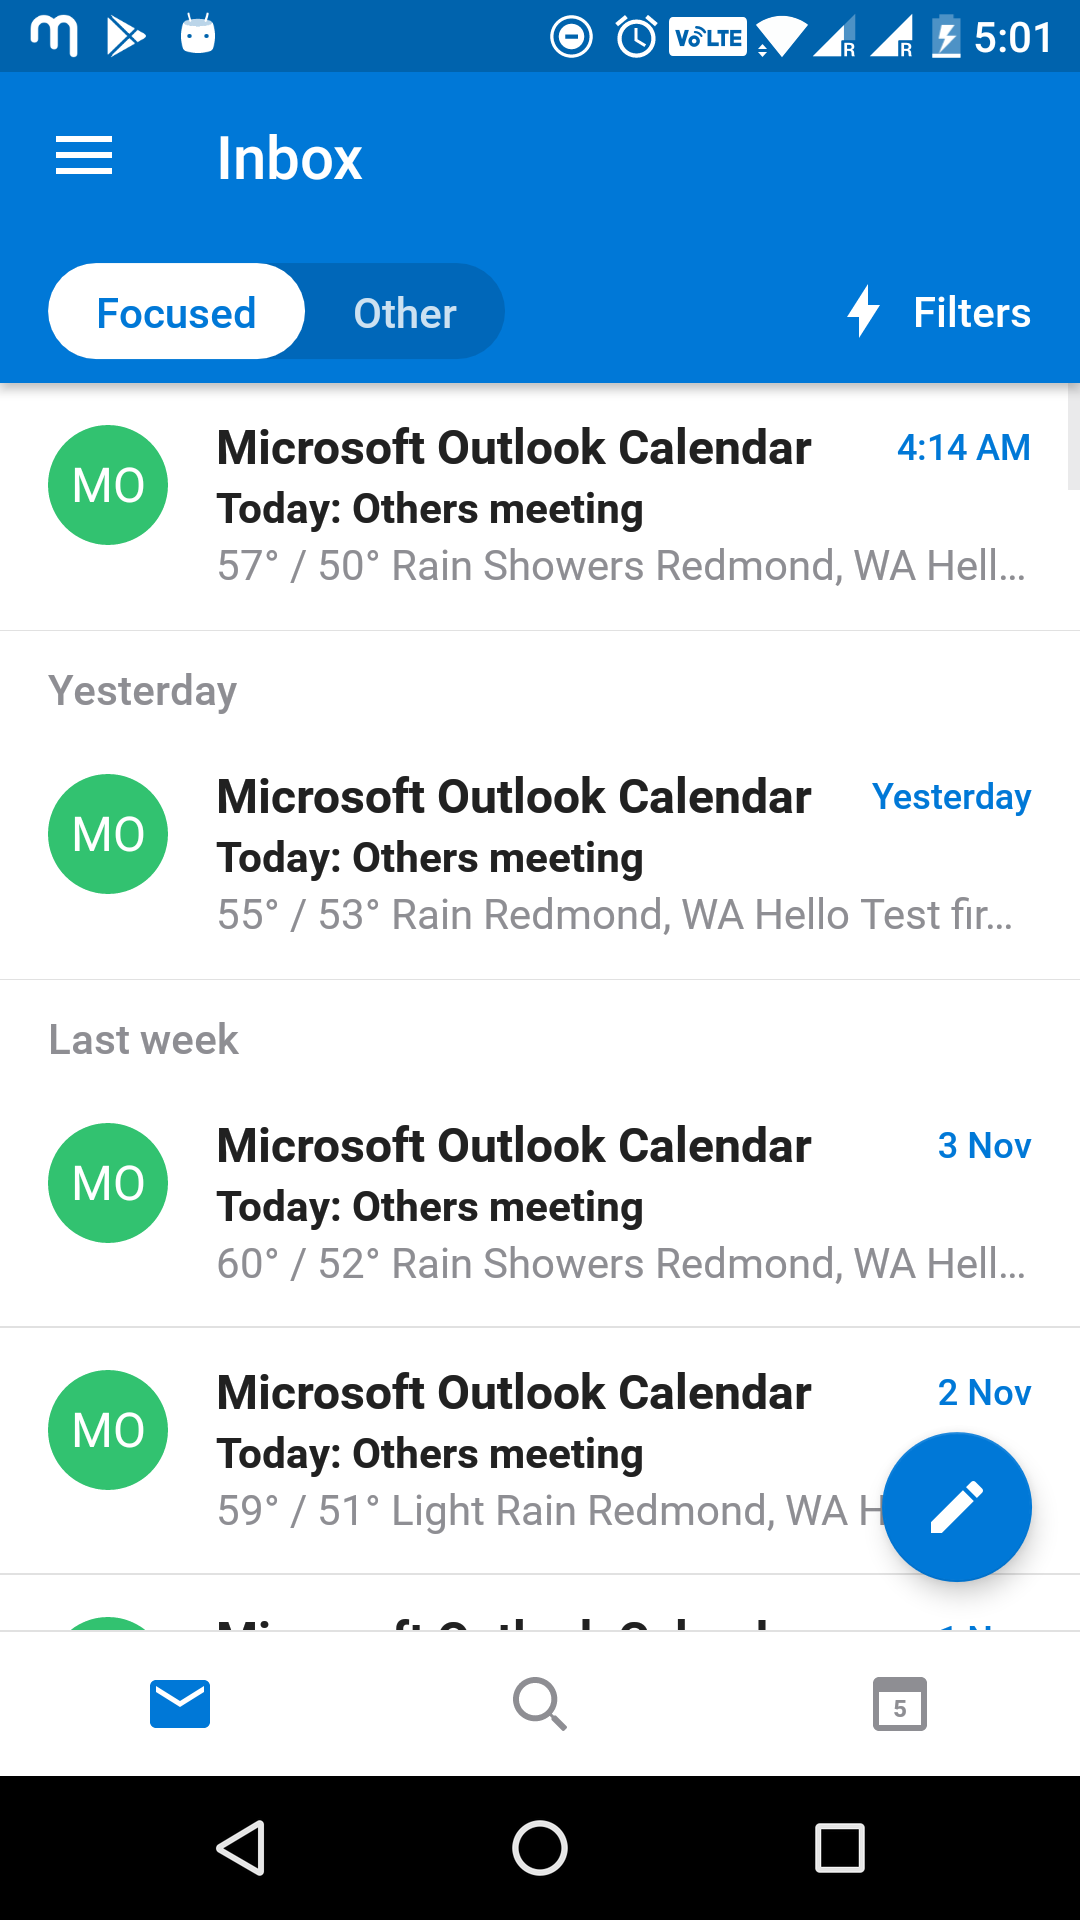 VoLTE R R 5:01
Inbox
Focused Other Filters
MO Microsoft Outlook Calendar 4:14 AM
Today: Others meeting
57° / 50° Rain Showers Redmond, WA Hell...
Yesterday
MO Microsoft Outlook Calendar Yesterday
Today: Others meeting
55° / 53° Rain Redmond, WA Hello Test fir...
Last week
MO Microsoft Outlook Calendar 3 Nov
Today: Others meeting
60° / 52° Rain Showers Redmond, WA Hell...
MO Microsoft Outlook Calendar 2 Nov
Today: Others meeting
59° / 51° Light Rain Redmond, WA H
Microsoft Outlook Calendar
5